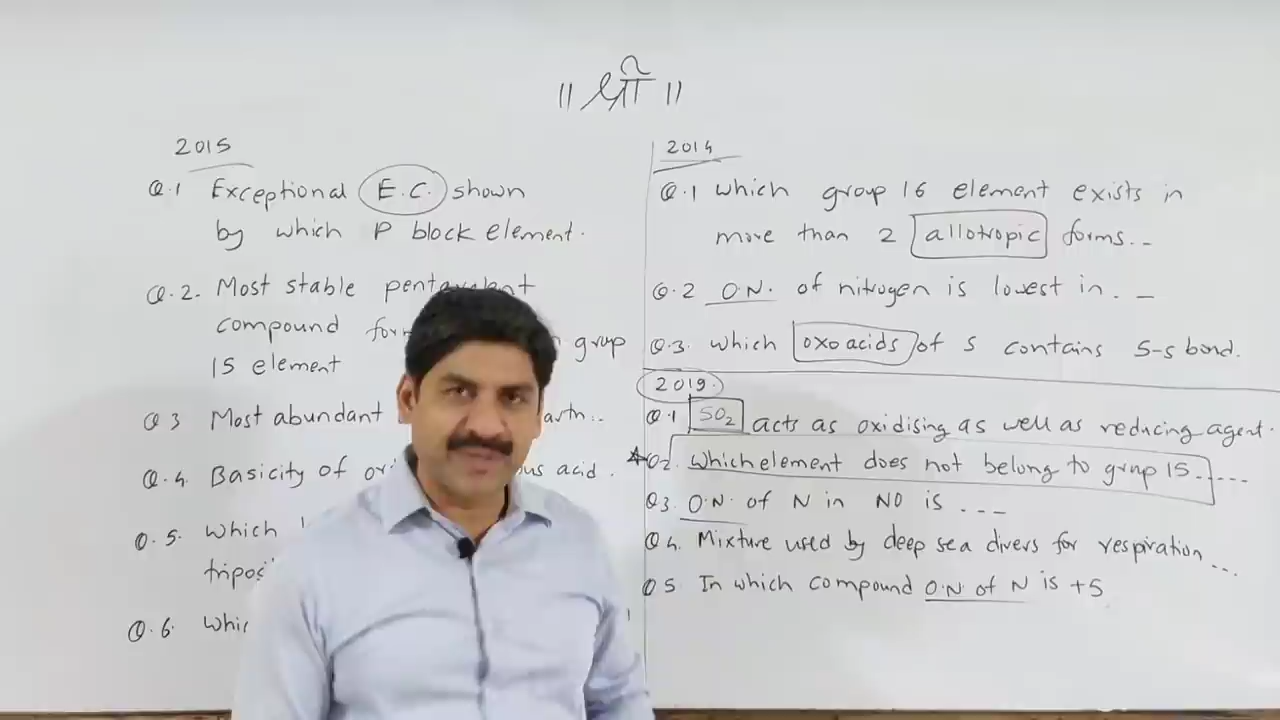 ॥ श्री ॥
2015
Q.1 Exceptional E.C. shown
by which P block element.
Q.2. Most stable pentavalent
compound group
15 element
Q 3 Most abundant
Q.4. Basicity of acid.
Q.5. Which
Q.6.
2014
Q.1 which group 16 element exists in
more than 2 allotropic forms..
Q.2 O.N. of nitrogen is lowest in. _
Q.3. which oxoacids of S contains S-S bond.
2019.
Q.1 SO2 acts as oxidising as well as reducing agent.
Q2. Which element does not belong to grup 15......
Q3. O.N. of N in NO is ---
Q4. Mixture used by deep sea divers for respiration ...
Q5. In which compound O.N of N is +5